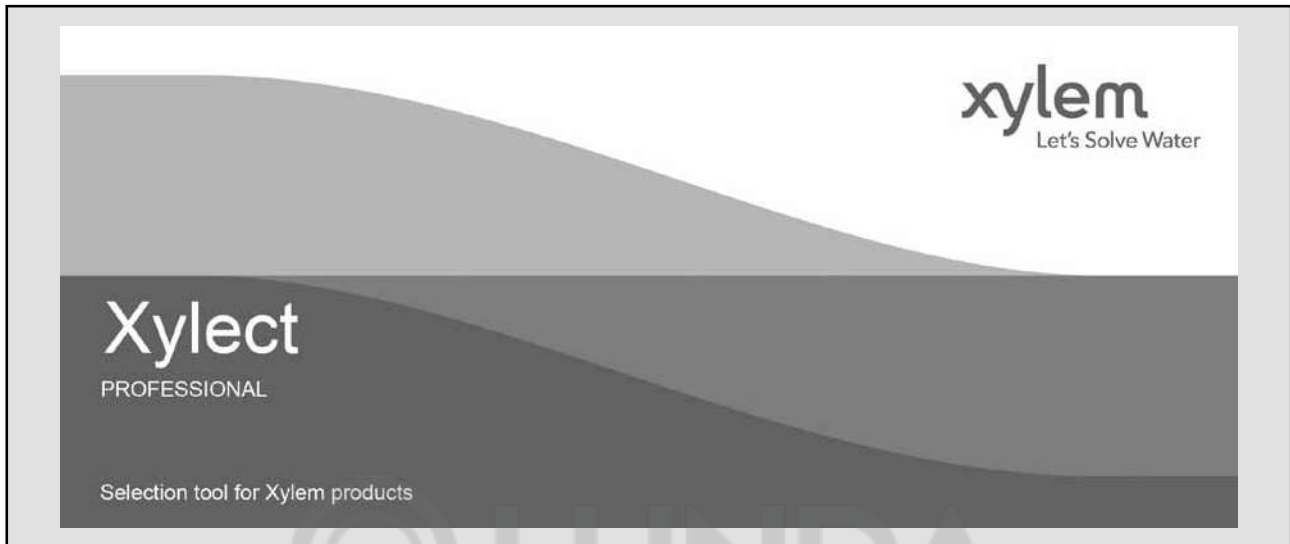 xylem
Let's Solve Water
Xylect
PROFESSIONAL
Selection tool for Xylem products